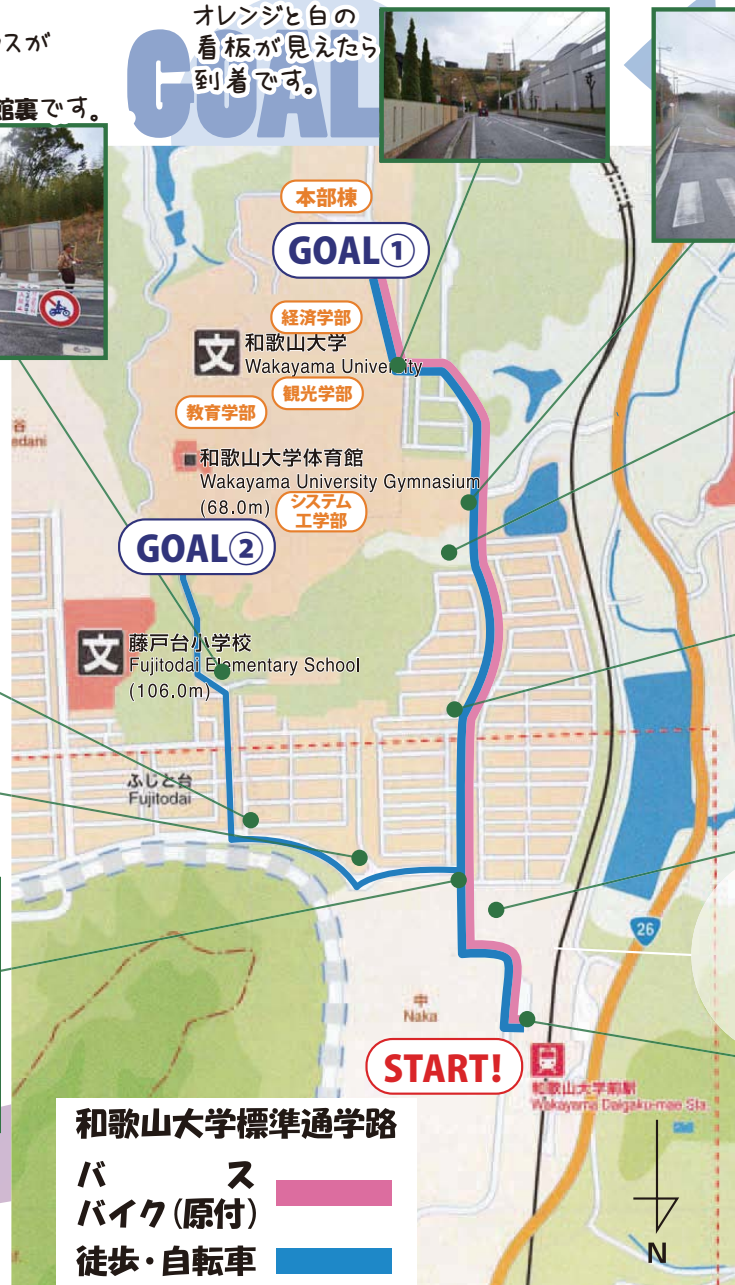 スが
館裏です。
オレンジと白の
看板が見えたら
到着です。
GOAL
本部棟
GOAL①
経済学部
文
和歌山大学
Wakayama University
観光学部
教育学部
谷
edani
和歌山大学体育館
Wakayama University Gymnasium
(68.0m)
システム
工学部
GOAL②
文
藤戸台小学校
Fujitodai Elementary School
(106.0m)
ふじと台
Fujitodai
26
中
Naka
START!
和歌山大学前駅
Wakayama Daigaku-mae Sta.
和歌山大学標準通学路
バス
バイク(原付)
徒歩・自転車
N